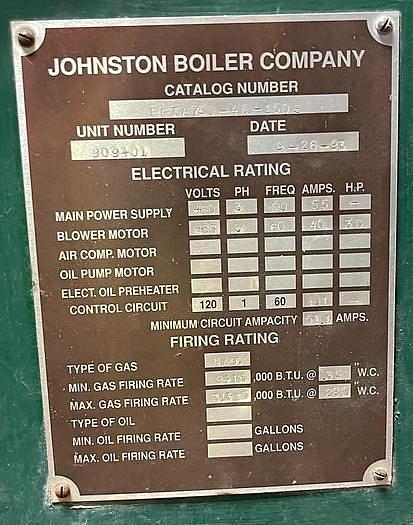 JOHNSTON BOILER COMPANY
CATALOG NUMBER
UNIT NUMBER DATE
909401 9-28-93
ELECTRICAL RATING
VOLTS PH FREQ AMPS. H.P.
MAIN POWER SUPPLY 3 60 55 -
BLOWER MOTOR 3 60 40 30
AIR COMP. MOTOR
OIL PUMP MOTOR
ELECT. OIL PREHEATER
CONTROL CIRCUIT 120 1 60
MINIMUM CIRCUIT AMPACITY AMPS.
FIRING RATING
TYPE OF GAS
MIN. GAS FIRING RATE ,000 B.T.U. @ "W.C.
MAX. GAS FIRING RATE ,000 B.T.U. @ "W.C.
TYPE OF OIL
MIN. OIL FIRING RATE GALLONS
MAX. OIL FIRING RATE GALLONS